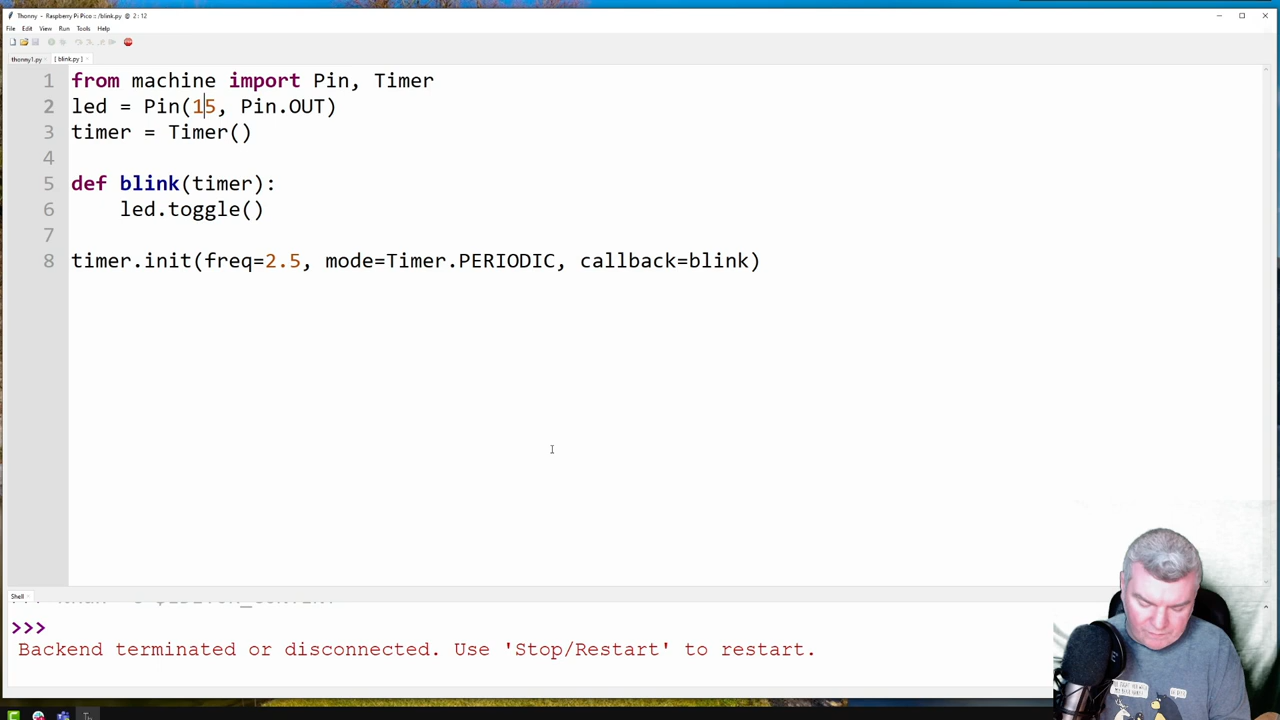 Thonny - Raspberry Pi Pico :: /blink.py @ 2:12
File Edit View Run Tools Help
thonny1.py
[ blink.py ]
1 from machine import Pin, Timer
2 led = Pin(15, Pin.OUT)
3 timer = Timer()
4
5 def blink(timer):
6 led.toggle()
7
8 timer.init(freq=2.5, mode=Timer.PERIODIC, callback=blink)
Shell
>>>
Backend terminated or disconnected. Use 'Stop/Restart' to restart.